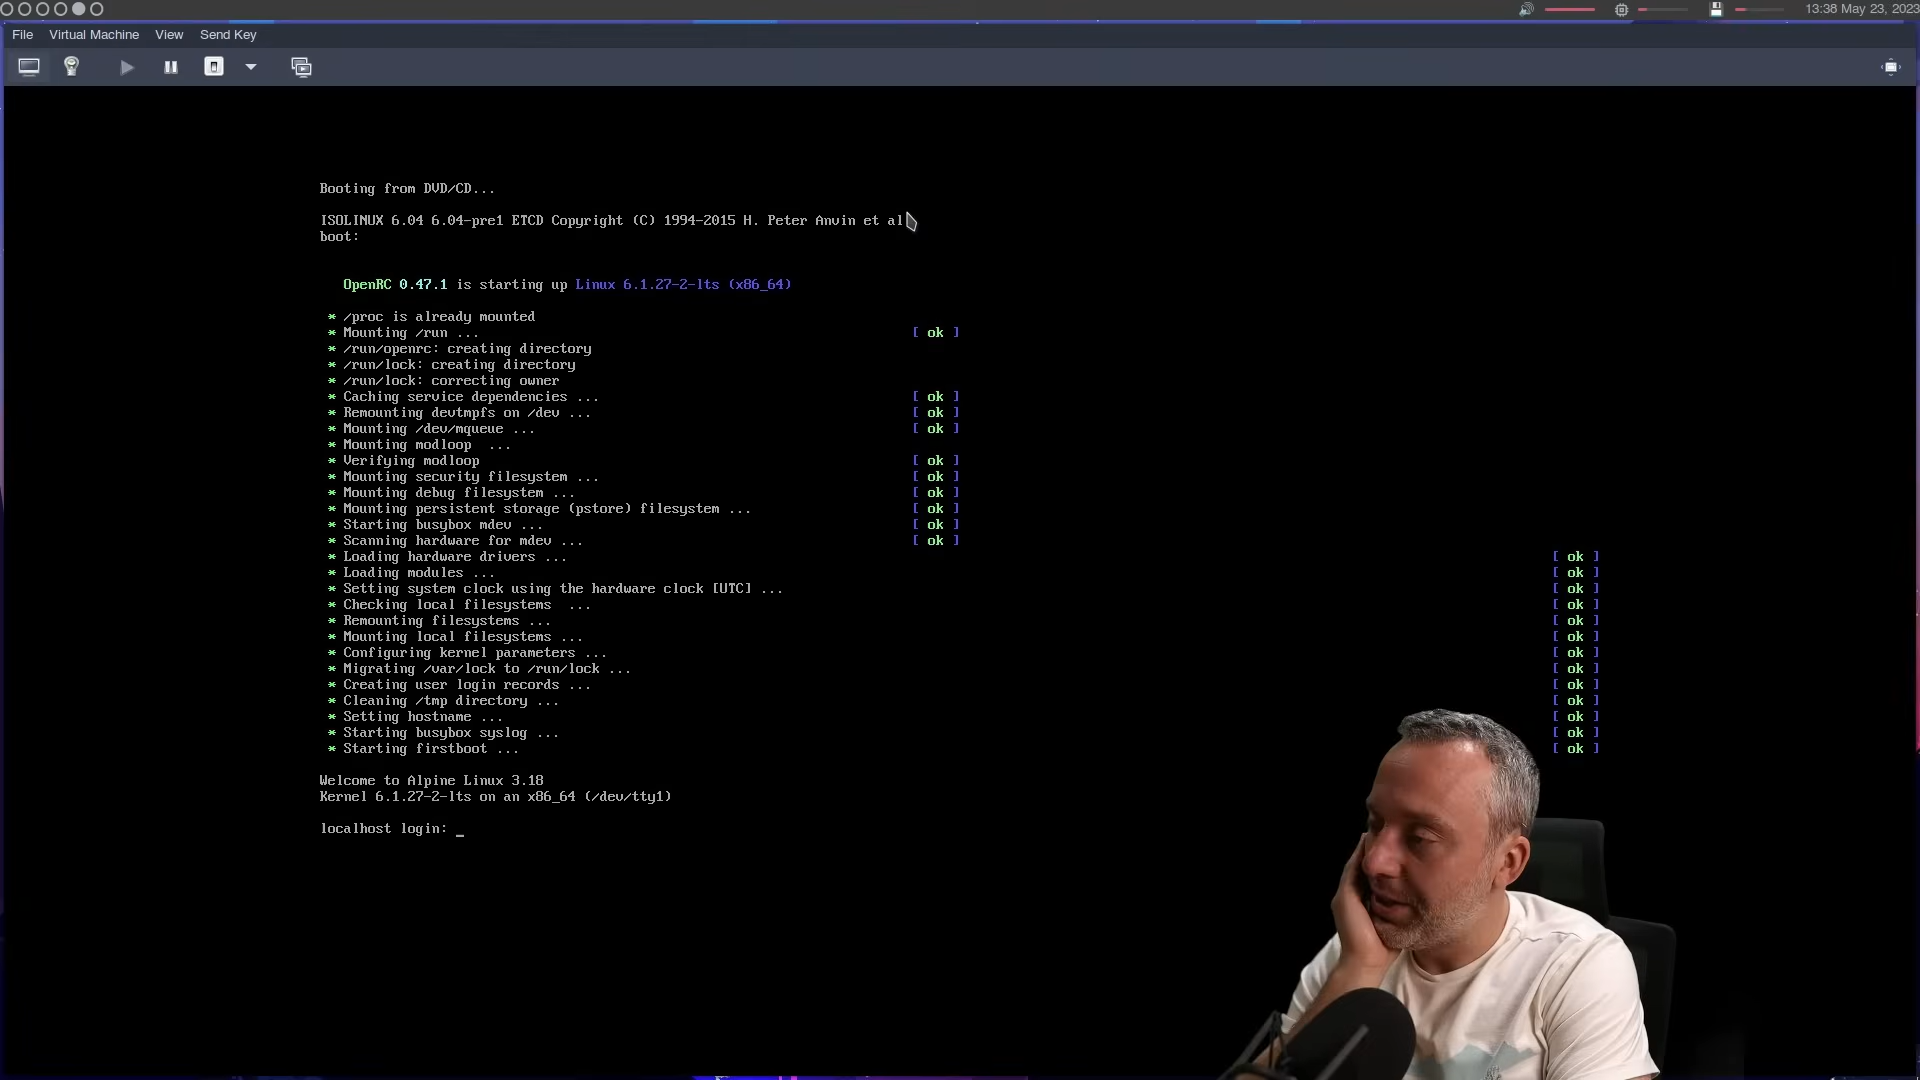 13:38 May 23, 2023
File Virtual Machine View Send Key
Booting from DVD/CD...
ISOLINUX 6.04 6.04-pre1 ETCD Copyright (C) 1994-2015 H. Peter Anvin et al
boot:
OpenRC 0.47.1 is starting up Linux 6.1.27-2-lts (x86_64)
* /proc is already mounted
* Mounting /run ... [ ok ]
* /run/openrc: creating directory
* /run/lock: creating directory
* /run/lock: correcting owner
* Caching service dependencies ... [ ok ]
* Remounting devtmpfs on /dev ... [ ok ]
* Mounting /dev/mqueue ... [ ok ]
* Mounting modloop ...
* Verifying modloop [ ok ]
* Mounting security filesystem ... [ ok ]
* Mounting debug filesystem ... [ ok ]
* Mounting persistent storage (pstore) filesystem ... [ ok ]
* Starting busybox mdev ... [ ok ]
* Scanning hardware for mdev ... [ ok ]
* Loading hardware drivers ... [ ok ]
* Loading modules ... [ ok ]
* Setting system clock using the hardware clock [UTC] ... [ ok ]
* Checking local filesystems ... [ ok ]
* Remounting filesystems ... [ ok ]
* Mounting local filesystems ... [ ok ]
* Configuring kernel parameters ... [ ok ]
* Migrating /var/lock to /run/lock ... [ ok ]
* Creating user login records ... [ ok ]
* Cleaning /tmp directory ... [ ok ]
* Setting hostname ... [ ok ]
* Starting busybox syslog ... [ ok ]
* Starting firstboot ... [ ok ]
Welcome to Alpine Linux 3.18
Kernel 6.1.27-2-lts on an x86_64 (/dev/tty1)
localhost login: _